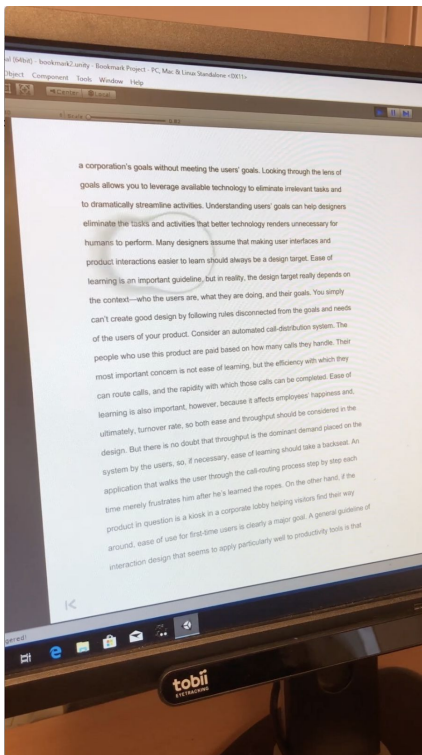 (64bit) - bookmark2.unity - Bookmark Project - PC, Mac & Linux Standalone <DX11>
Object Component Tools Window Help
Center Local
Scale 0.83
a corporation's goals without meeting the users' goals. Looking through the lens of
goals allows you to leverage available technology to eliminate irrelevant tasks and
to dramatically streamline activities. Understanding users' goals can help designers
eliminate the tasks and activities that better technology renders unnecessary for
humans to perform. Many designers assume that making user interfaces and
product interactions easier to learn should always be a design target. Ease of
learning is an important guideline, but in reality, the design target really depends on
the context—who the users are, what they are doing, and their goals. You simply
can't create good design by following rules disconnected from the goals and needs
of the users of your product. Consider an automated call-distribution system. The
people who use this product are paid based on how many calls they handle. Their
most important concern is not ease of learning, but the efficiency with which they
can route calls, and the rapidity with which those calls can be completed. Ease of
learning is also important, however, because it affects employees' happiness and,
ultimately, turnover rate, so both ease and throughput should be considered in the
design. But there is no doubt that throughput is the dominant demand placed on the
system by the users, so, if necessary, ease of learning should take a backseat. An
application that walks the user through the call-routing process step by step each
time merely frustrates him after he's learned the ropes. On the other hand, if the
product in question is a kiosk in a corporate lobby helping visitors find their way
around, ease of use for first-time users is clearly a major goal. A general guideline of
interaction design that seems to apply particularly well to productivity tools is that
gered!
tobii
EYETRACKING